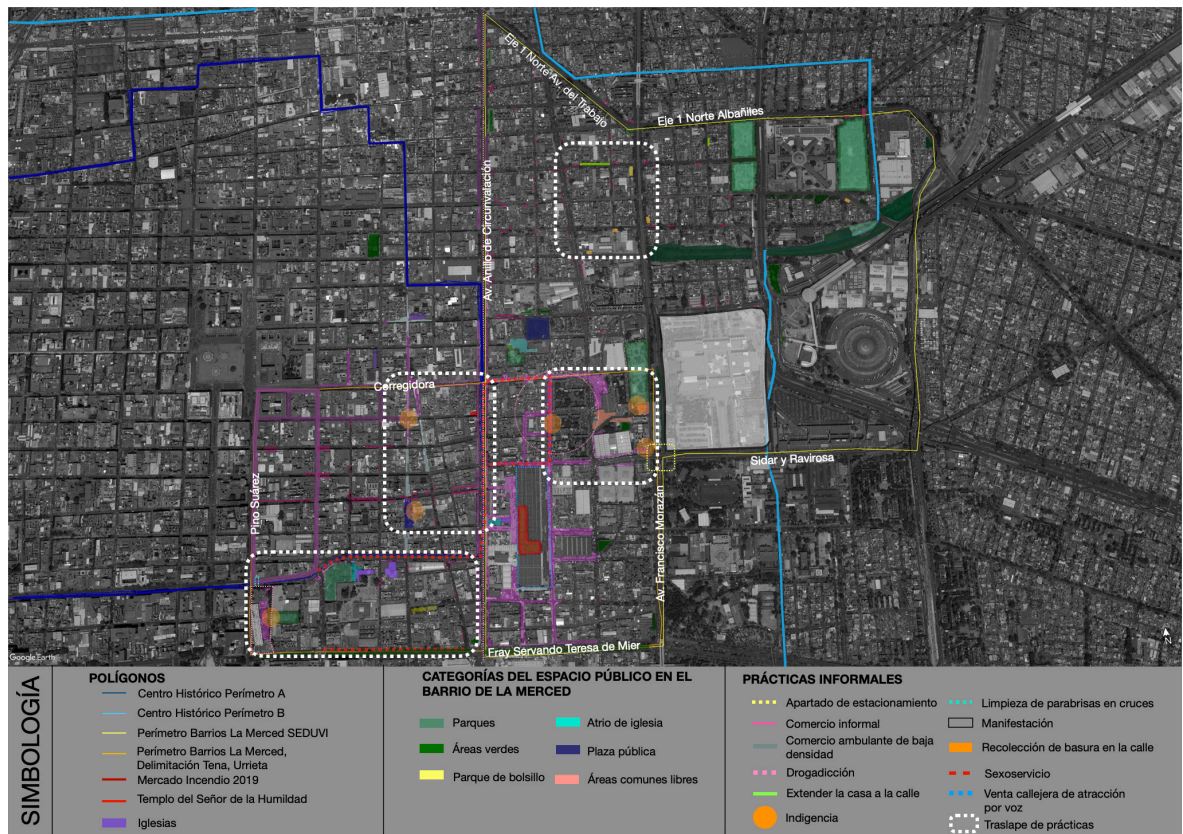 Eje 1 Norte Av. del Trabajo
Eje 1 Norte Albañiles
Av. Anillo de Circunvalación
Corregidora
Pino Suárez
Sidar y Ravirosa
Av. Francisco Morazán
Fray Servando Teresa de Mier
Google Earth
N
SIMBOLOGÍA
POLÍGONOS
Centro Histórico Perímetro A
Centro Histórico Perímetro B
Perímetro Barrios La Merced SEDUVI
Perímetro Barrios La Merced,
Delimitación Tena, Urrieta
Mercado Incendio 2019
Templo del Señor de la Humildad
Iglesias
CATEGORÍAS DEL ESPACIO PÚBLICO EN EL
BARRIO DE LA MERCED
Parques
Áreas verdes
Parque de bolsillo
Atrio de iglesia
Plaza pública
Áreas comunes libres
PRÁCTICAS INFORMALES
Apartado de estacionamiento
Comercio informal
Comercio ambulante de baja
densidad
Drogadicción
Extender la casa a la calle
Indigencia
Limpieza de parabrisas en cruces
Manifestación
Recolección de basura en la calle
Sexoservicio
Venta callejera de atracción
por voz
Traslape de prácticas